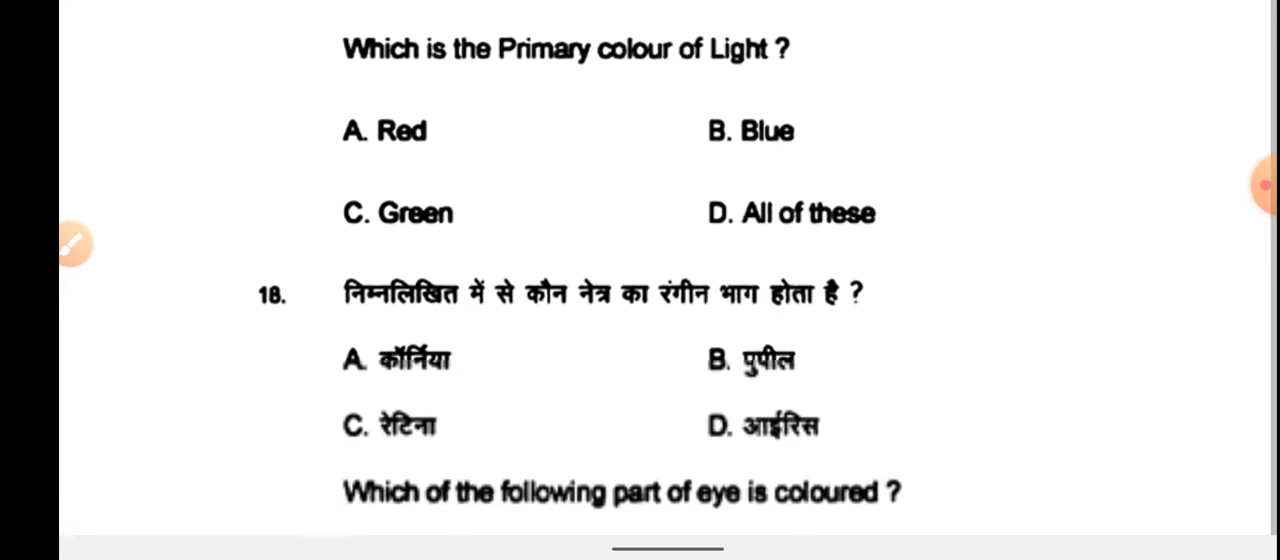 Which is the Primary colour of Light ?
A. Red B. Blue
C. Green D. All of these
18. निम्नलिखित में से कौन नेत्र का रंगीन भाग होता है ?
A. कॉर्निया B. पुपील
C. रेटिना D. आईरिस
Which of the following part of eye is coloured ?